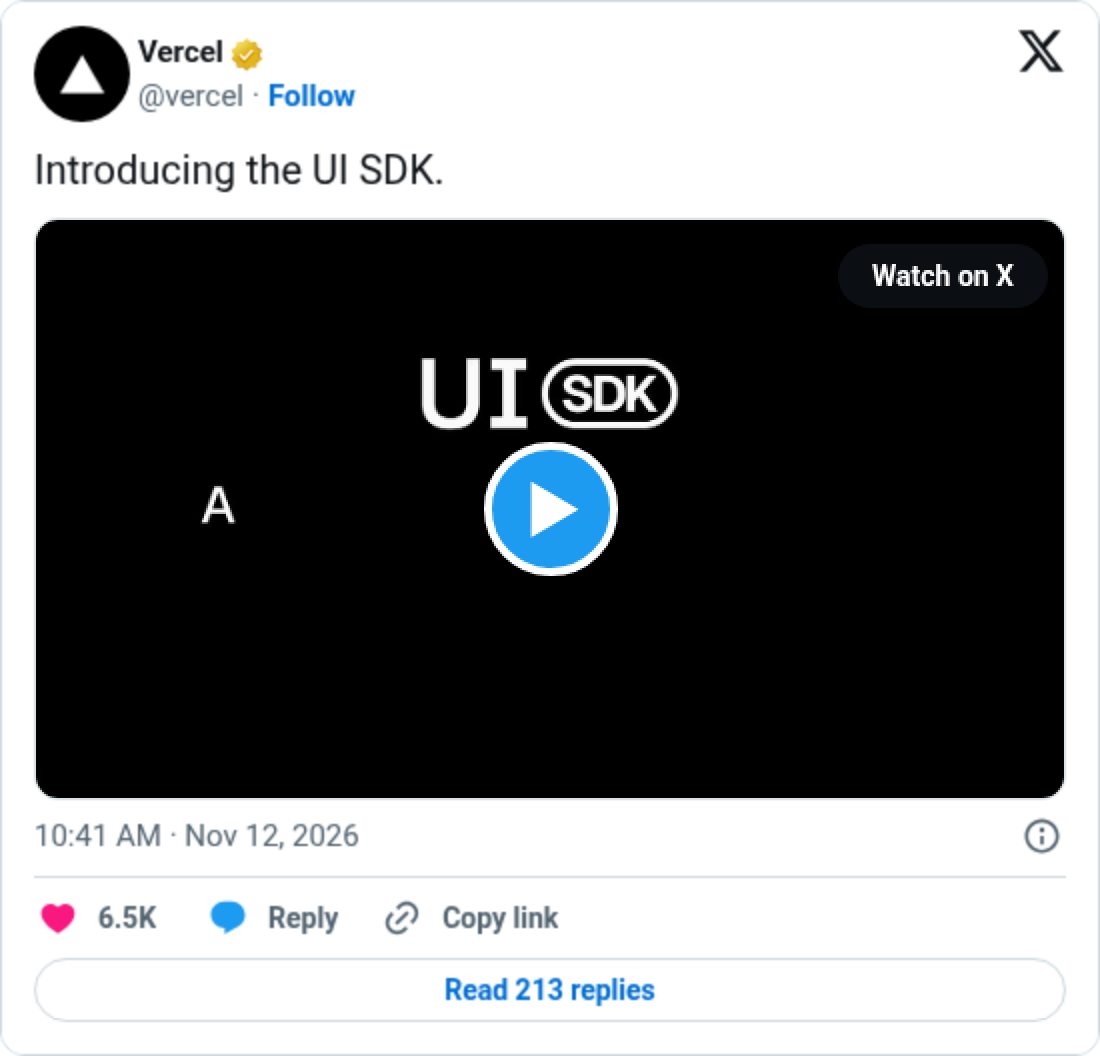 Vercel
@vercel · Follow
Introducing the UI SDK.
Watch on X
UI SDK
A
10:41 AM · Nov 12, 2026
6.5K Reply Copy link
Read 213 replies